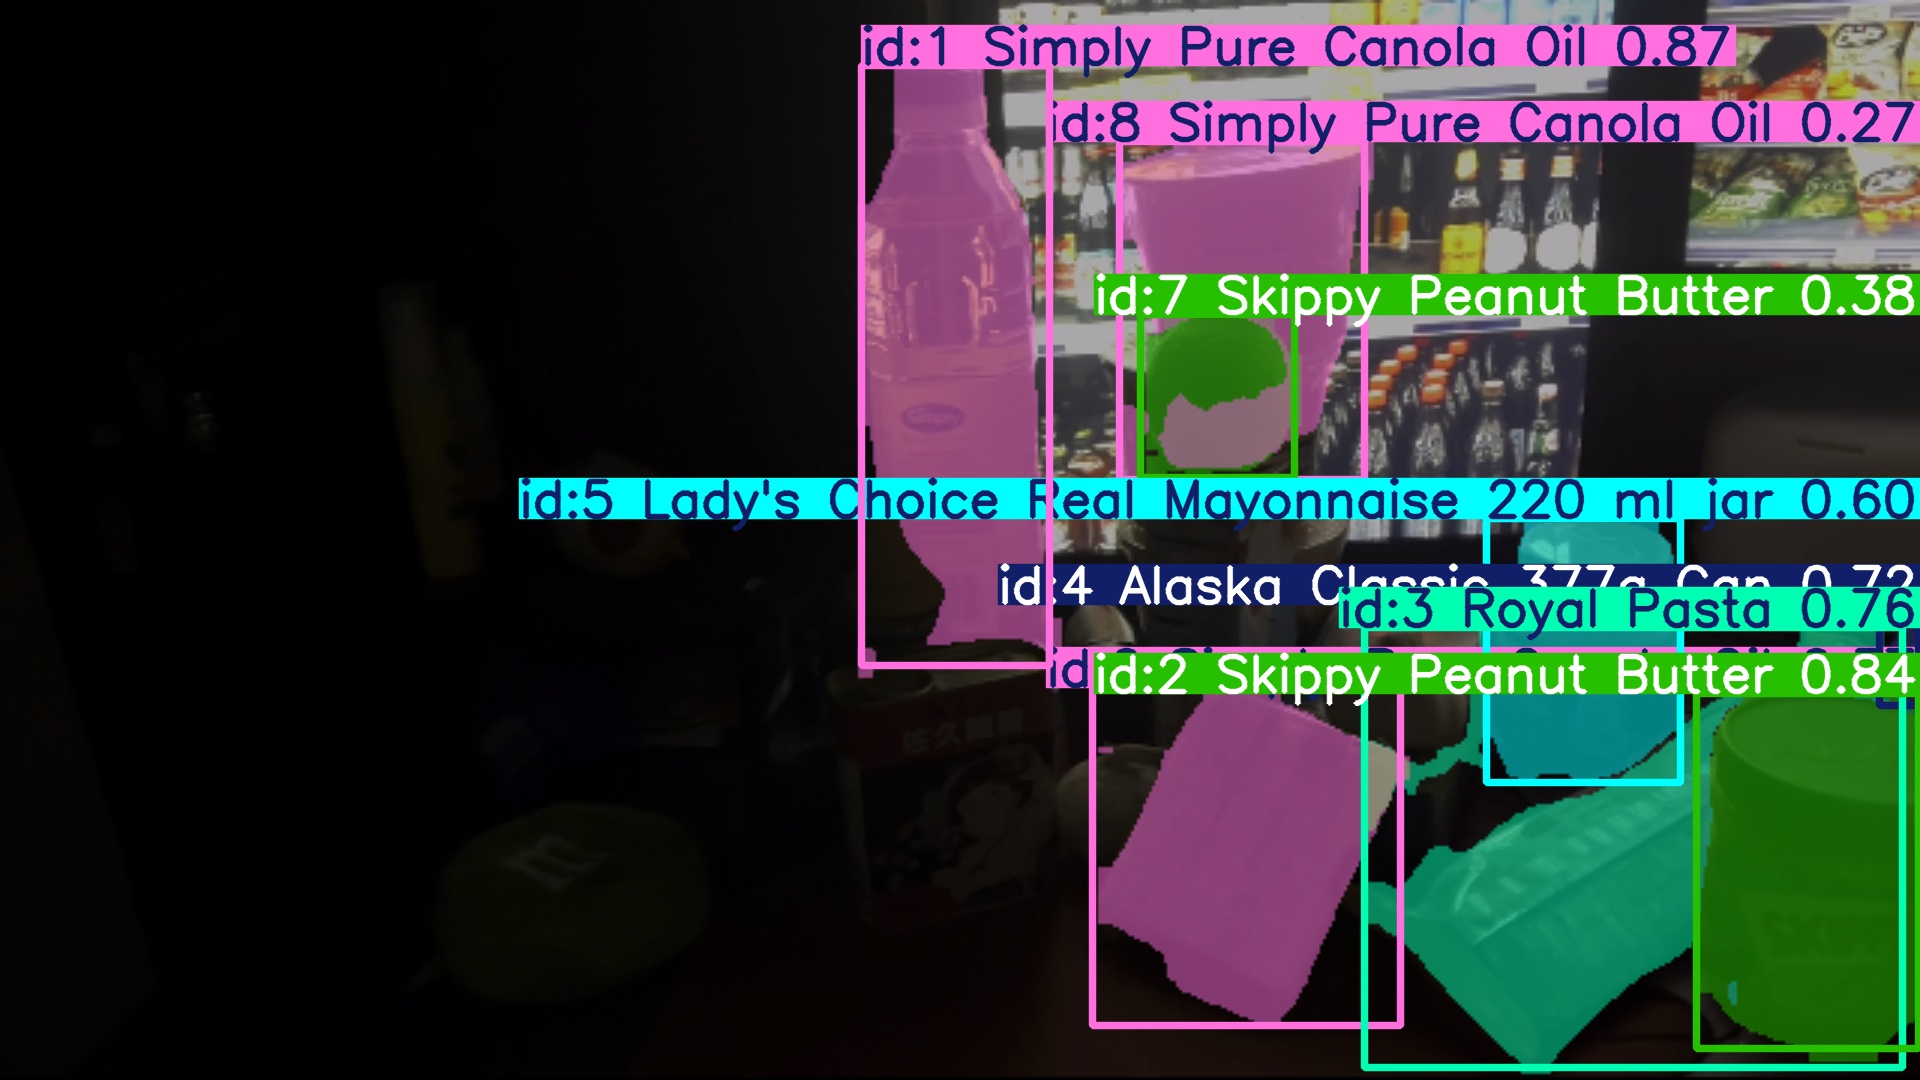 id:1 Simply Pure Canola Oil 0.87
id:8 Simply Pure Canola Oil 0.27
id:7 Skippy Peanut Butter 0.38
Simply
id:5 Lady's Choice Real Mayonnaise 220 ml jar 0.60
id:4 Alaska Classic 377g Can 0.72
id:3 Royal Pasta 0.76
id:2 Skippy Peanut Butter 0.84
m
SKIPPY